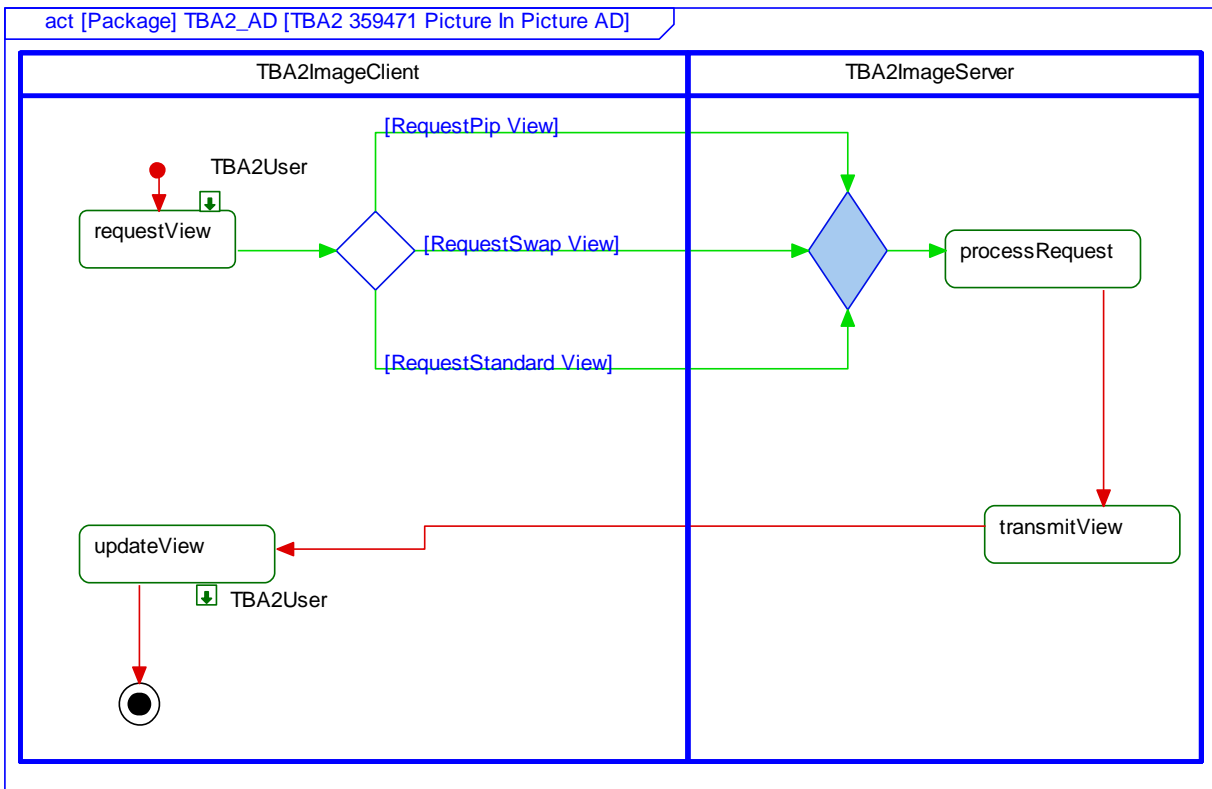 act [Package] TBA2_AD [TBA2 359471 Picture In Picture AD]
TBA2ImageClient
TBA2ImageServer
[RequestPip View]
TBA2User
requestView
[RequestSwap View]
processRequest
[RequestStandard View]
transmitView
updateView
TBA2User